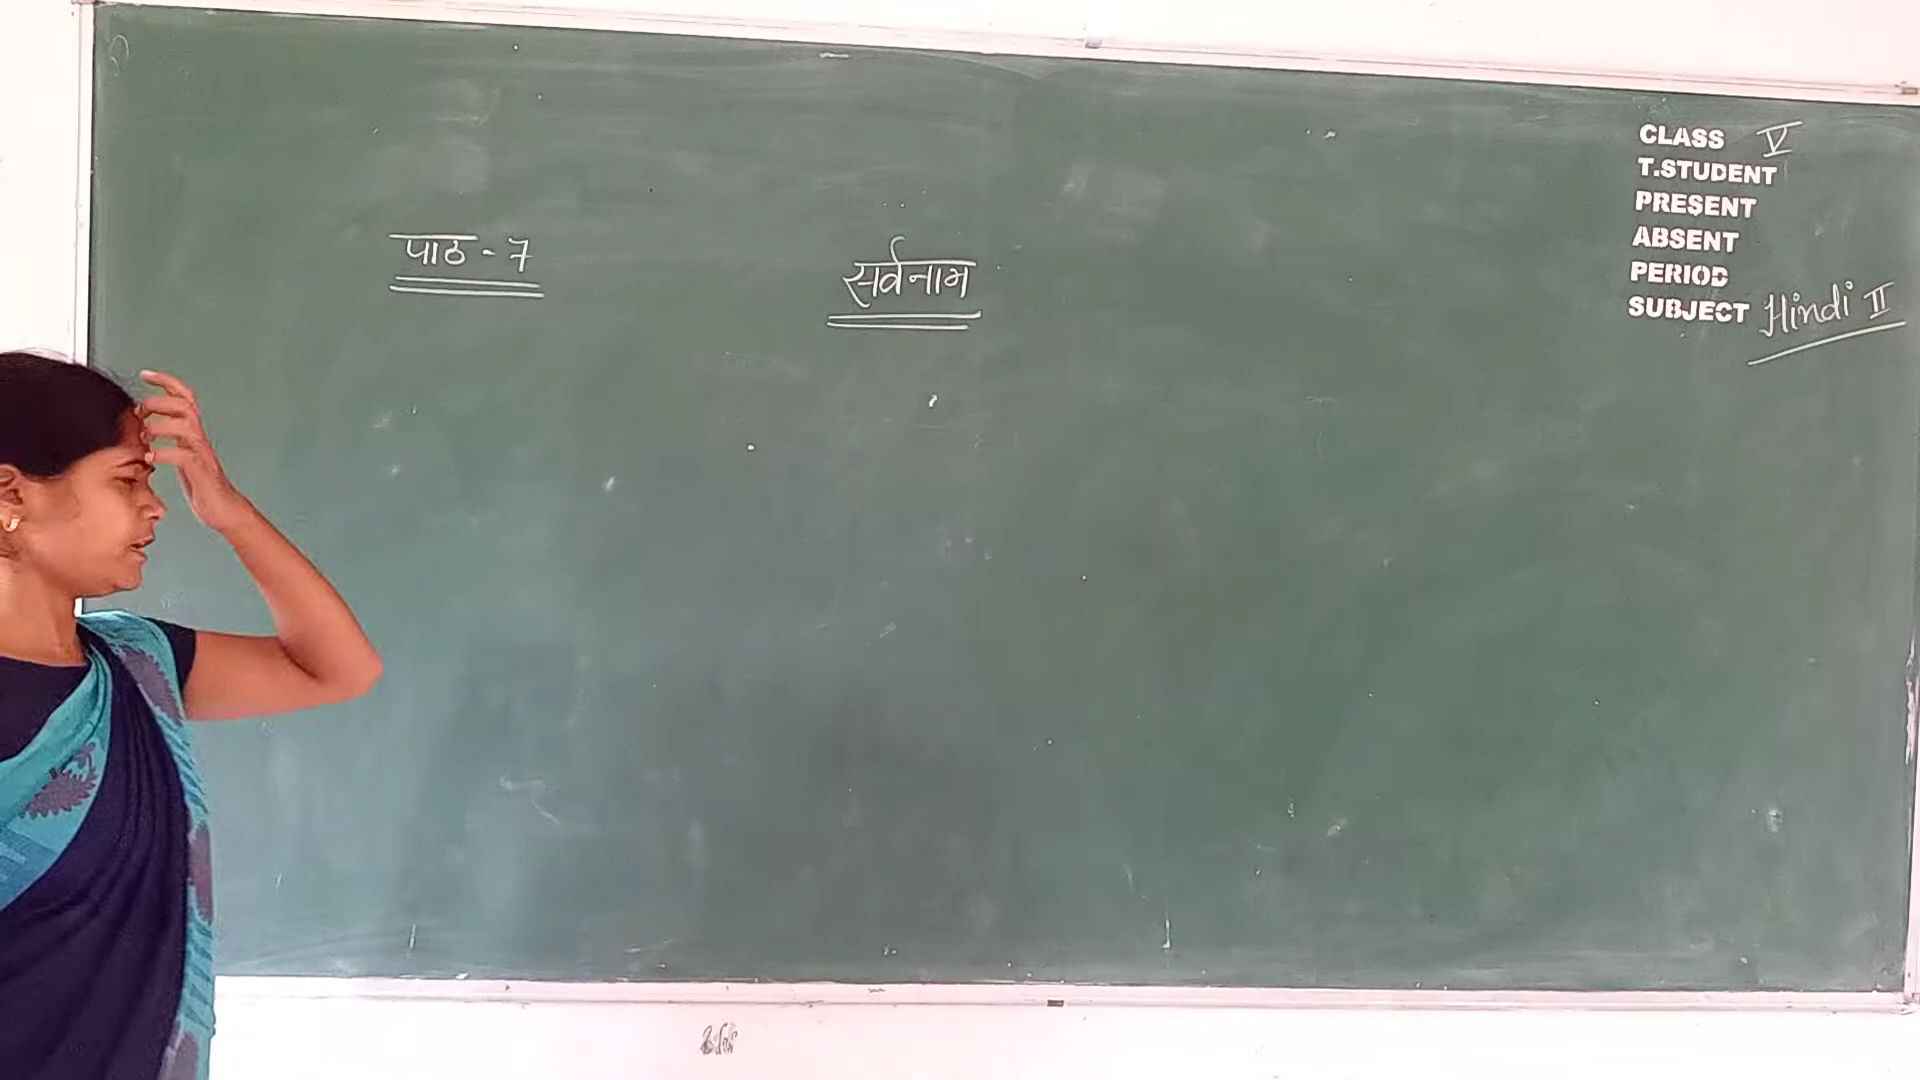 पाठ - 7
सर्वनाम
CLASS V
T.STUDENT
PRESENT
ABSENT
PERIOD
SUBJECT Hindi II